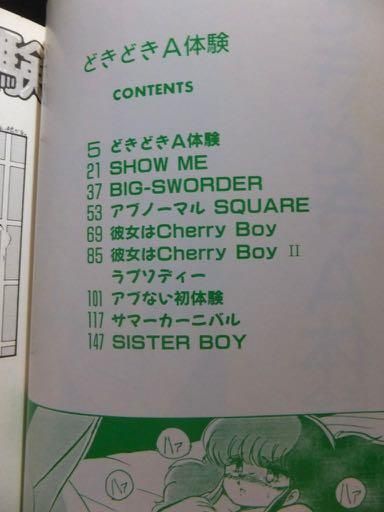 どきどきA体験
CONTENTS
5 どきどきA体験
21 SHOW ME
37 BIG-SWORDER
53 アブノーマル SQUARE
69 彼女はCherry Boy
85 彼女はCherry Boy II
ラプソディー
101 アブない初体験
117 サマーカーニバル
147 SISTER BOY
ハァ
ハァ
ハァ